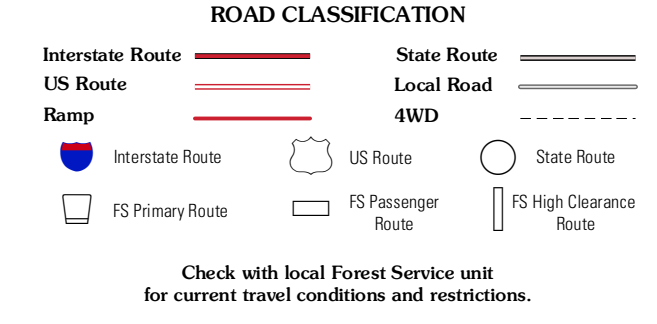 ROAD CLASSIFICATION
Interstate Route
State Route
US Route
Local Road
Ramp
4WD
Interstate Route
US Route
State Route
FS Primary Route
FS Passenger
Route
FS High Clearance
Route
Check with local Forest Service unit
for current travel conditions and restrictions.